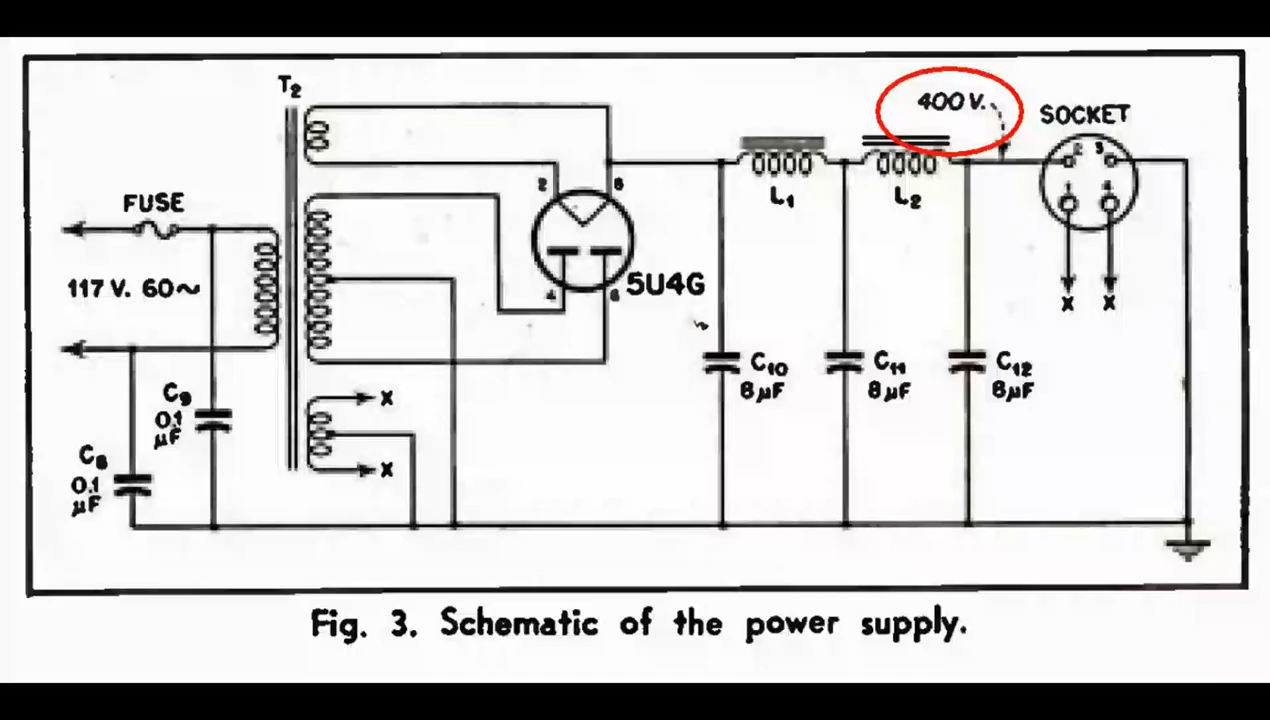 T2
400 V.
SOCKET
2 3
1 4
FUSE
2 8
117 V. 60~
5U4G
4 6
X X
C10
8µF
C11
8µF
C12
8µF
C9
0.1
µF
X
C8
0.1
µF
X
L1
L2
Fig. 3. Schematic of the power supply.